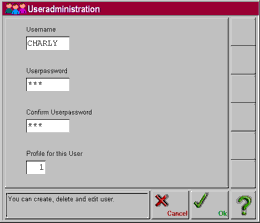 Useradministration
Username
CHARLY
Userpassword
***
Confirm Userpassword
***
Profile for this User
1
You can create, delete and edit user.
Cancel
Ok
?